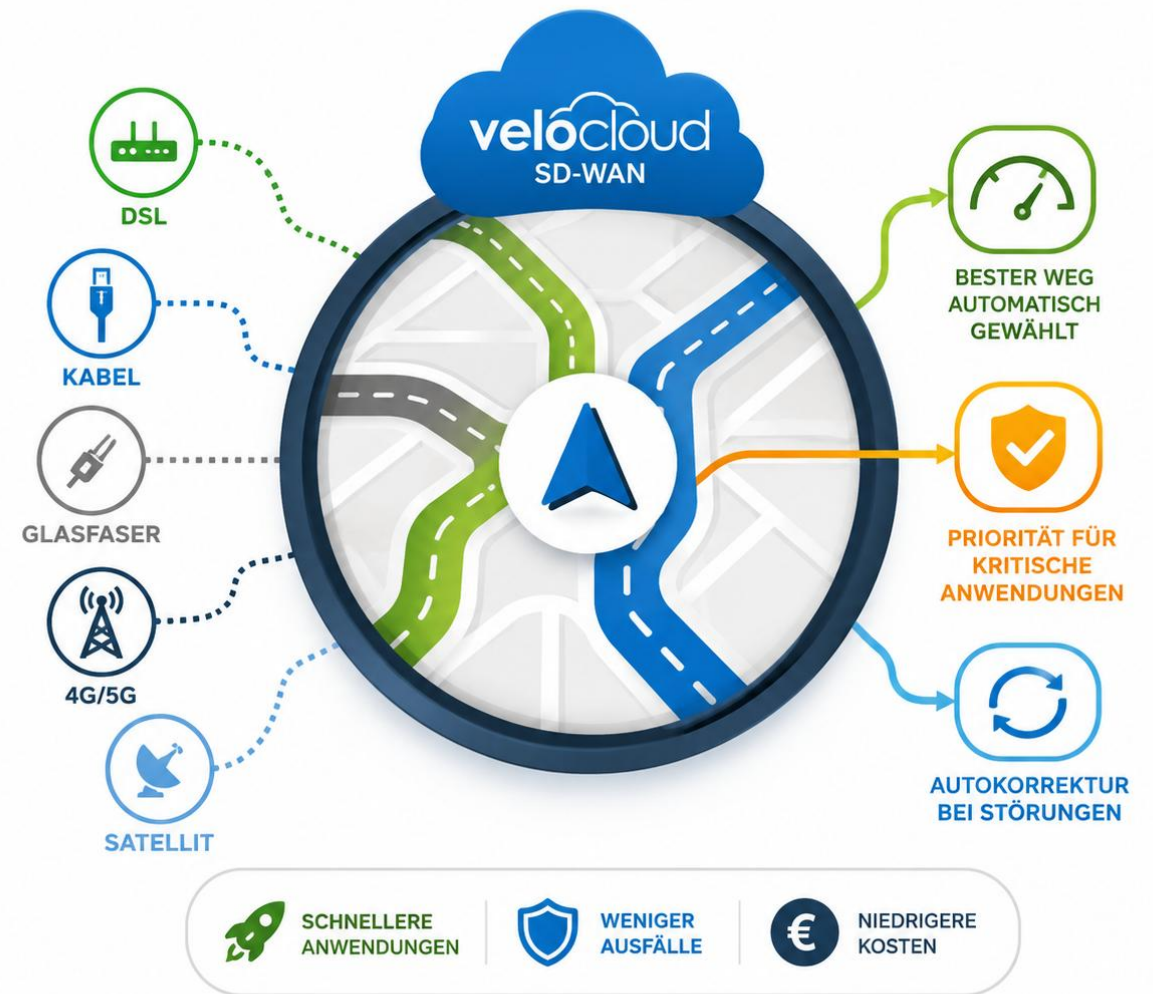 velocloud
SD-WAN
DSL
KABEL
GLASFASER
4G/5G
SATELLIT
BESTER WEG
AUTOMATISCH
GEWÄHLT
PRIORITÄT FÜR
KRITISCHE
ANWENDUNGEN
AUTOKORREKTUR
BEI STÖRUNGEN
SCHNELLERE
ANWENDUNGEN
WENIGER
AUSFÄLLE
€
NIEDRIGERE
KOSTEN